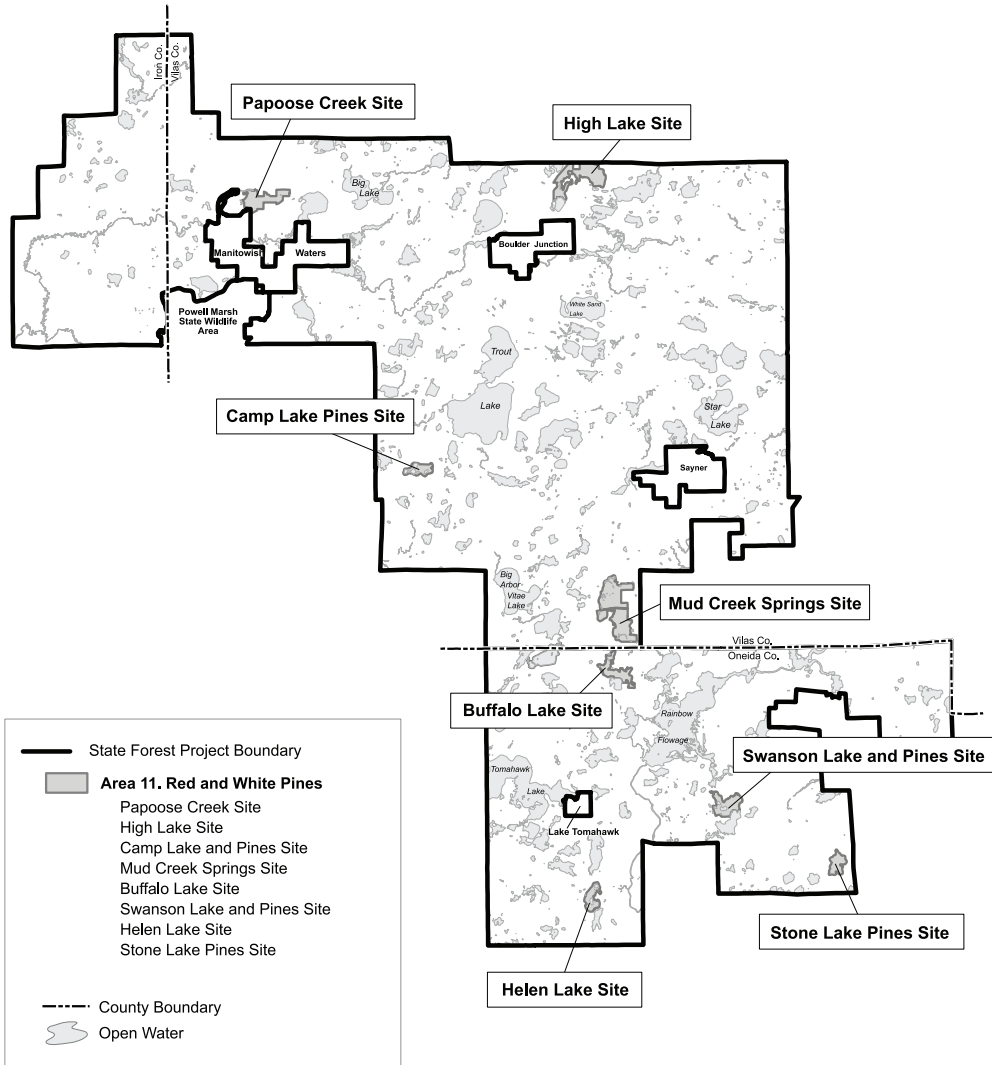 Iron Co.
Vilas Co.
Papoose Creek Site
High Lake Site
Big
Lake
Manitowish
Waters
Boulder Junction
Powell Marsh
State Wildlife
Area
White Sand
Lake
Trout
Lake
Camp Lake Pines Site
Star
Lake
Sayner
Big
Arbor
Vitae
Lake
Mud Creek Springs Site
Vilas Co.
Oneida Co.
Buffalo Lake Site
Rainbow
Flowage
Swanson Lake and Pines Site
Tomahawk
Lake
Lake Tomahawk
Stone Lake Pines Site
Helen Lake Site
State Forest Project Boundary
Area 11. Red and White Pines
Papoose Creek Site
High Lake Site
Camp Lake and Pines Site
Mud Creek Springs Site
Buffalo Lake Site
Swanson Lake and Pines Site
Helen Lake Site
Stone Lake Pines Site
County Boundary
Open Water